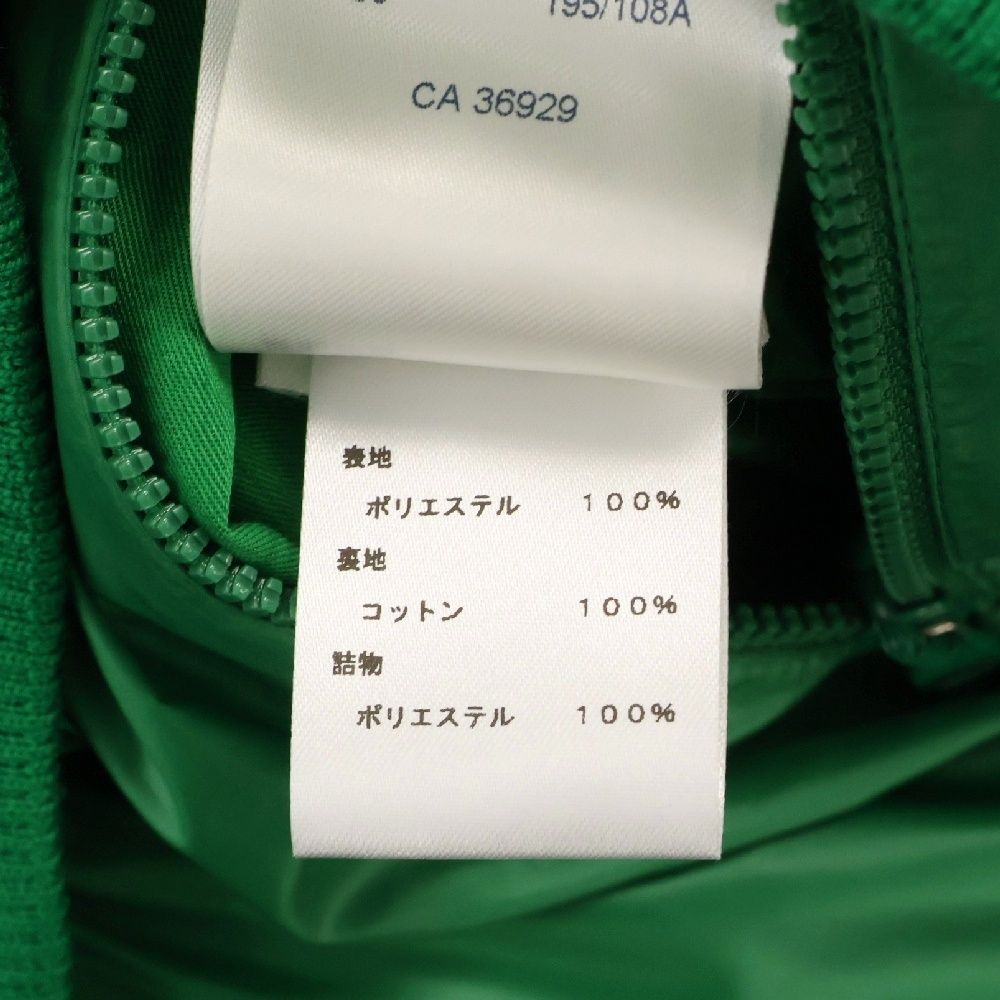 195/108A
CA 36929
表地
ポリエステル 100%
裏地
コットン 100%
詰物
ポリエステル 100%